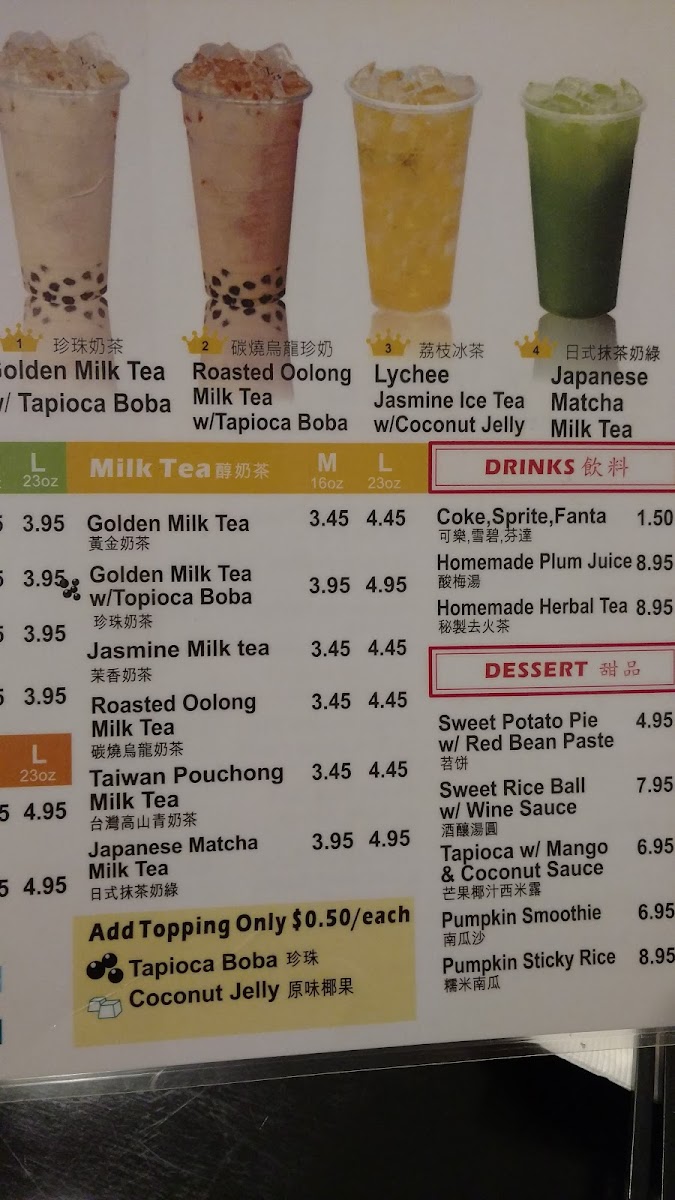 1 珍珠奶茶
olden Milk Tea
w/ Tapioca Boba
2 碳燒烏龍珍奶
Roasted Oolong
Milk Tea
w/Tapioca Boba
3 荔枝冰茶
Lychee
Jasmine Ice Tea
w/Coconut Jelly
4 日式抹茶奶綠
Japanese
Matcha
Milk Tea
L
23oz
5 3.95
5 3.95
5 3.95
5 3.95
L
23oz
5 4.95
5 4.95
Milk Tea 醇奶茶 M L
16oz 23oz
Golden Milk Tea 3.45 4.45
黃金奶茶
Golden Milk Tea
w/Topioca Boba 3.95 4.95
珍珠奶茶
Jasmine Milk tea 3.45 4.45
茉香奶茶
Roasted Oolong 3.45 4.45
Milk Tea
碳燒烏龍奶茶
Taiwan Pouchong 3.45 4.45
Milk Tea
台灣高山青奶茶
Japanese Matcha 3.95 4.95
Milk Tea
日式抹茶奶綠
Add Topping Only $0.50/each
Tapioca Boba 珍珠
Coconut Jelly 原味椰果
DRINKS 飲料
Coke,Sprite,Fanta 1.50
可樂,雪碧,芬達
Homemade Plum Juice 8.95
酸梅湯
Homemade Herbal Tea 8.95
秘製去火茶
DESSERT 甜品
Sweet Potato Pie 4.95
w/ Red Bean Paste
苕饼
Sweet Rice Ball 7.95
w/ Wine Sauce
酒釀湯圓
Tapioca w/ Mango 6.95
& Coconut Sauce
芒果椰汁西米露
Pumpkin Smoothie 6.95
南瓜沙
Pumpkin Sticky Rice 8.95
糯米南瓜